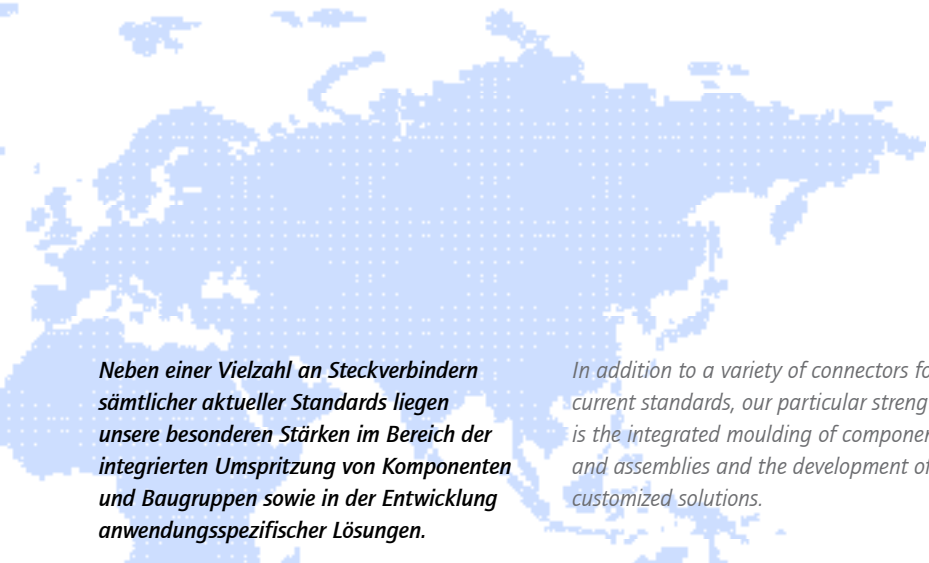 Neben einer Vielzahl an Steckverbindern
sämtlicher aktueller Standards liegen
unsere besonderen Stärken im Bereich der
integrierten Umspritzung von Komponenten
und Baugruppen sowie in der Entwicklung
anwendungsspezifischer Lösungen.
In addition to a variety of connectors
current standards, our particular
is the integrated moulding of
and assemblies and the development of
customized solutions.